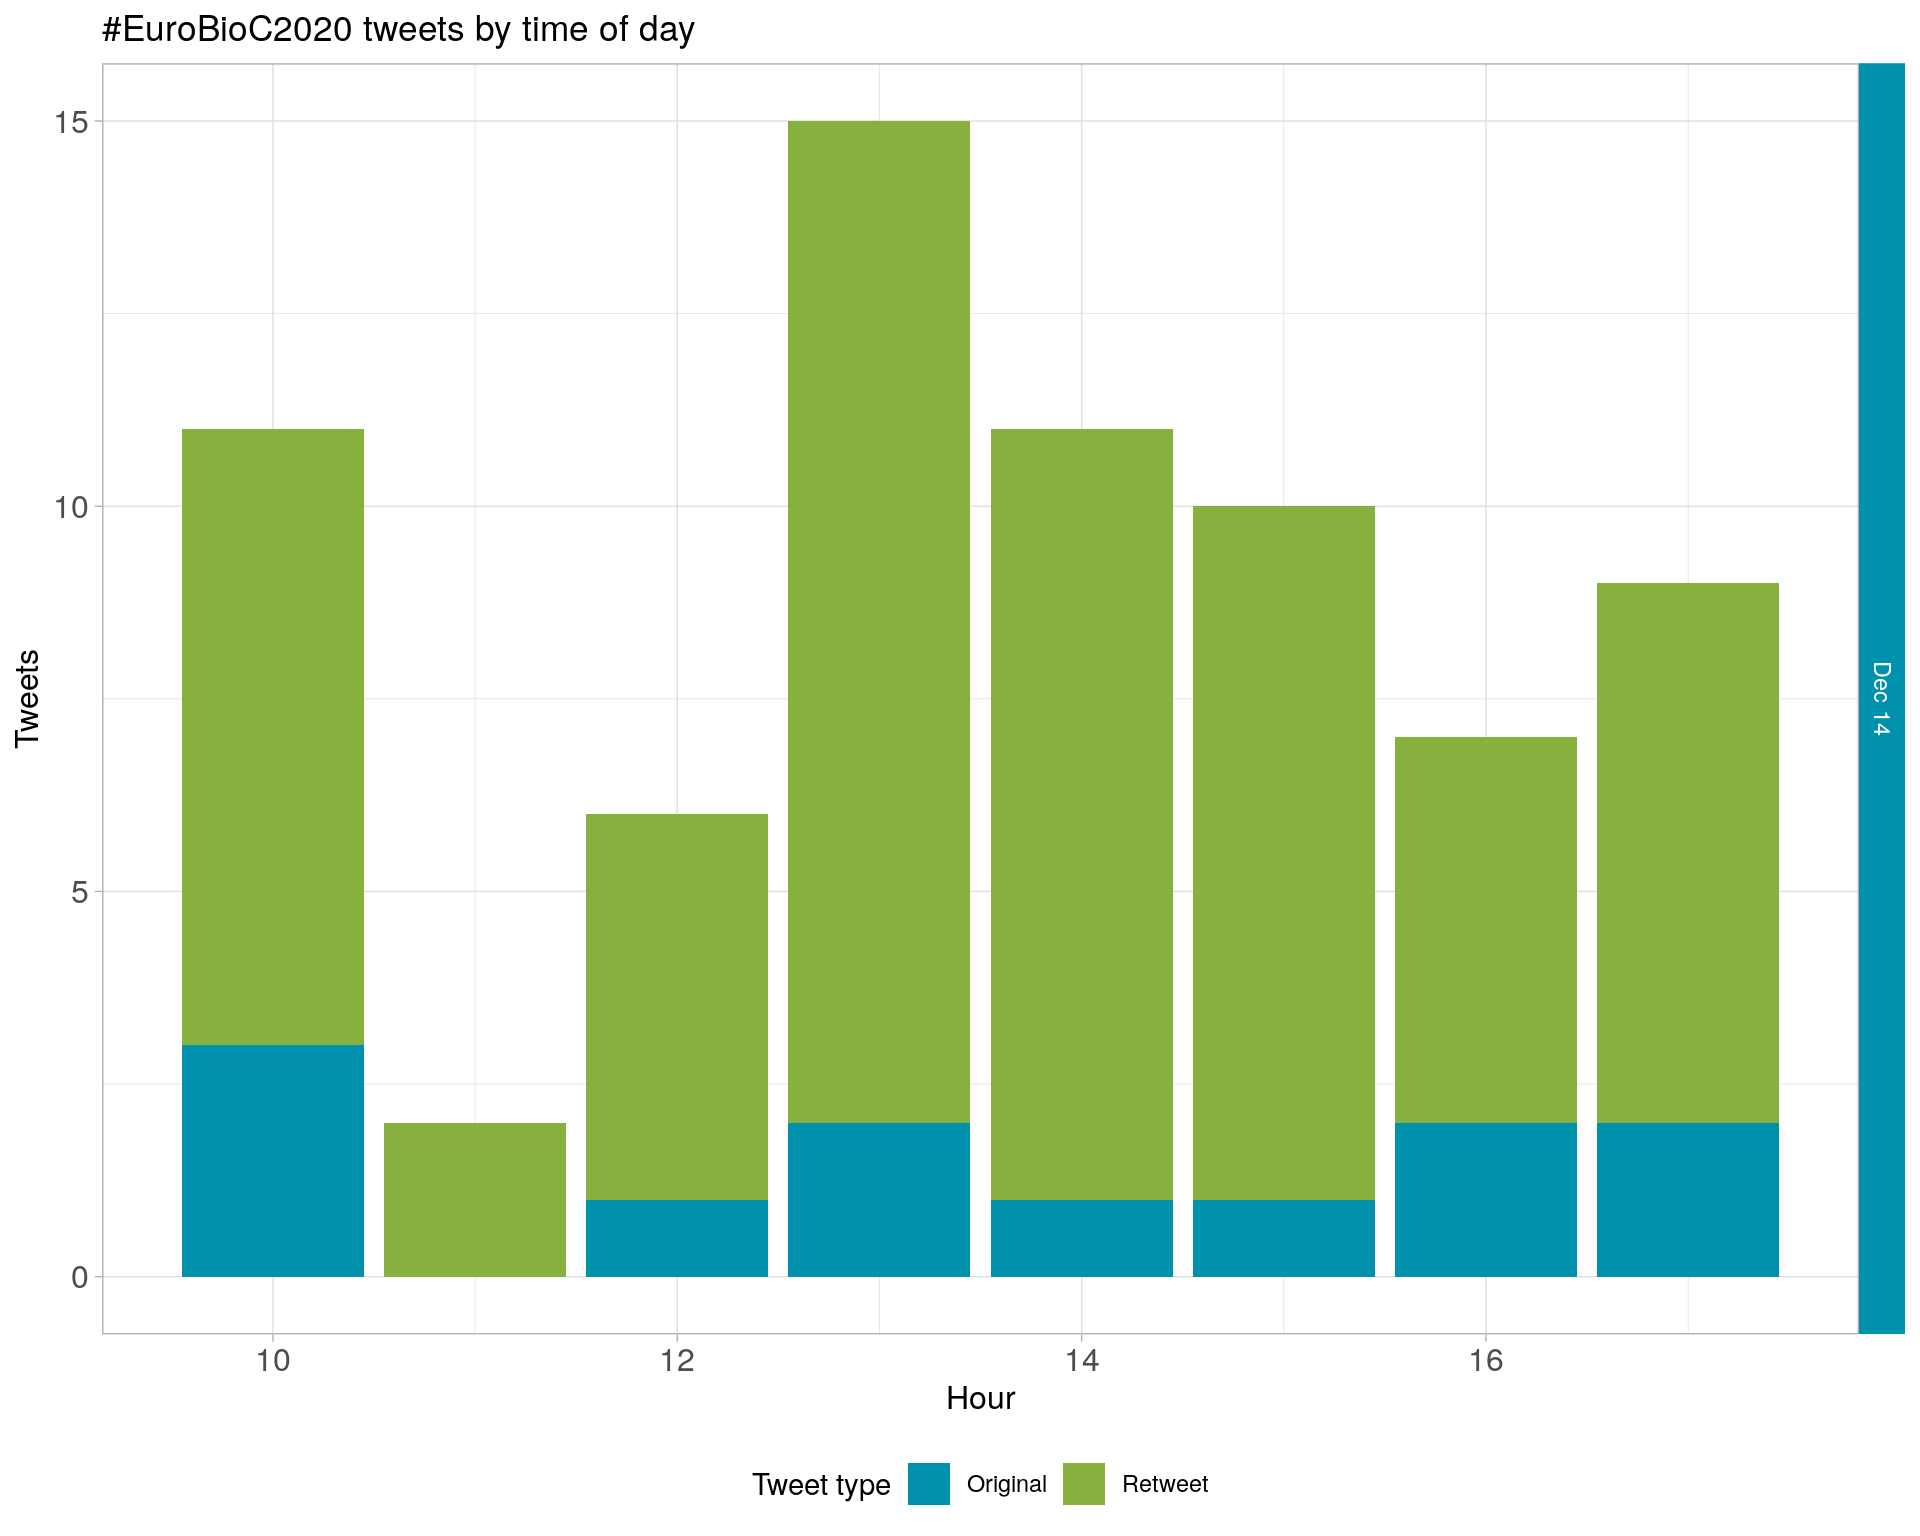 #EuroBioC2020 tweets by time of day
15
10
5
0
Tweets
Dec 14
10 12 14 16
Hour
Tweet type Original Retweet